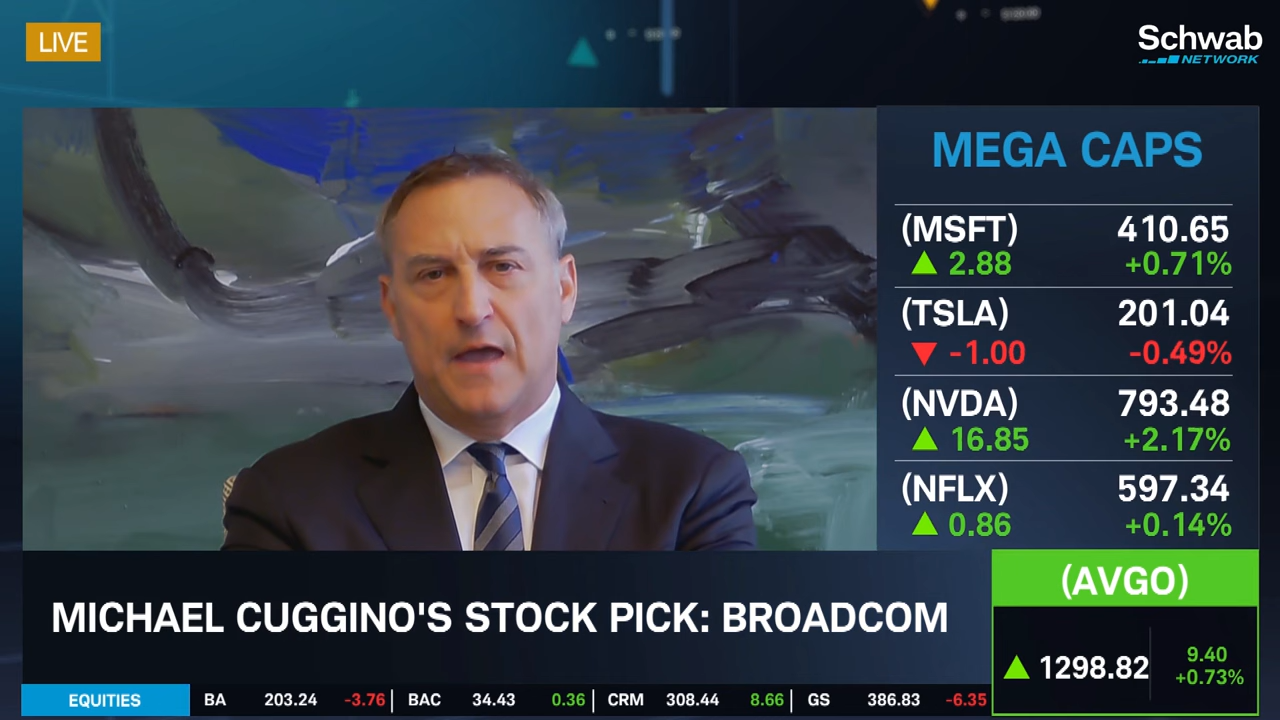 LIVE
Schwab
NETWORK
MEGA CAPS
(MSFT) 410.65
▲ 2.88 +0.71%
(TSLA) 201.04
▼ -1.00 -0.49%
(NVDA) 793.48
▲ 16.85 +2.17%
(NFLX) 597.34
▲ 0.86 +0.14%
MICHAEL CUGGINO'S STOCK PICK: BROADCOM
(AVGO)
▲ 1298.82 9.40
+0.73%
EQUITIES BA 203.24 -3.76 BAC 34.43 0.36 CRM 308.44 8.66 GS 386.83 -6.35